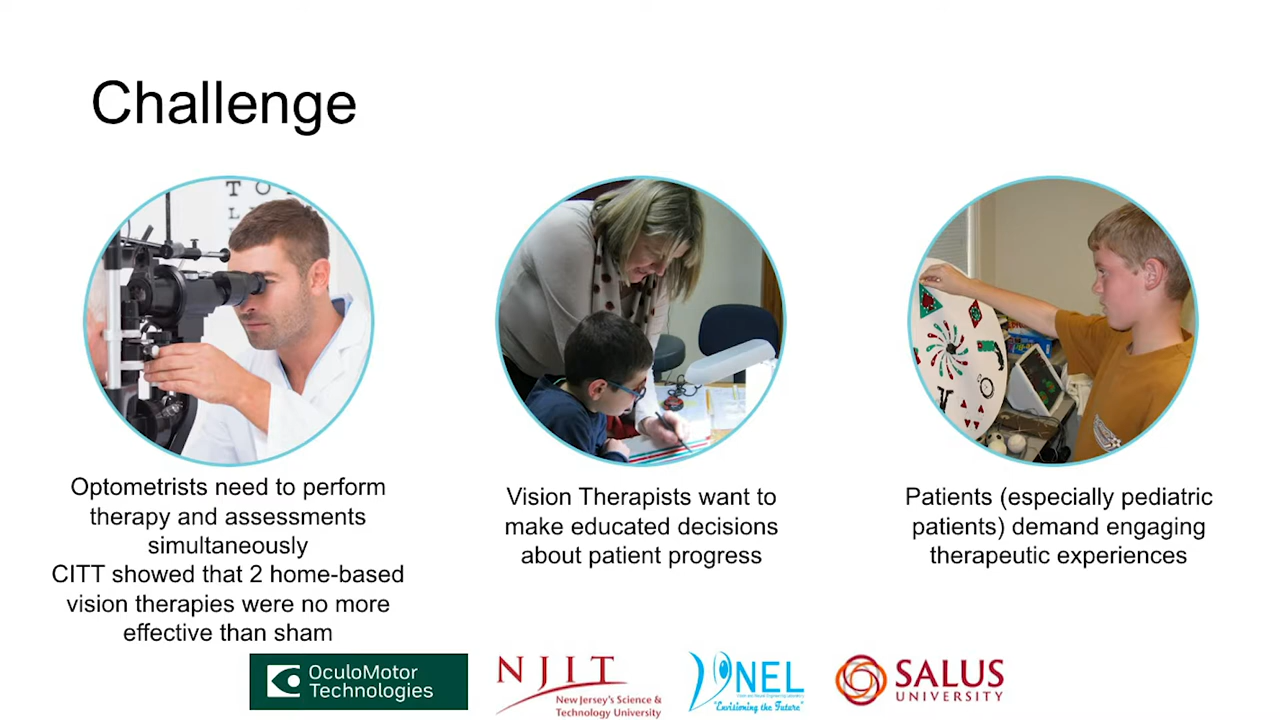 Challenge
T O
L
Optometrists need to perform
therapy and assessments
simultaneously
CITT showed that 2 home-based
vision therapies were no more
effective than sham
Vision Therapists want to
make educated decisions
about patient progress
Patients (especially pediatric
patients) demand engaging
therapeutic experiences
OculoMotor
Technologies
NJIT
New Jersey's Science &
Technology University
VNEL
Vision and Neural Engineering Laboratory
"Envisioning the Future"
SALUS
UNIVERSITY